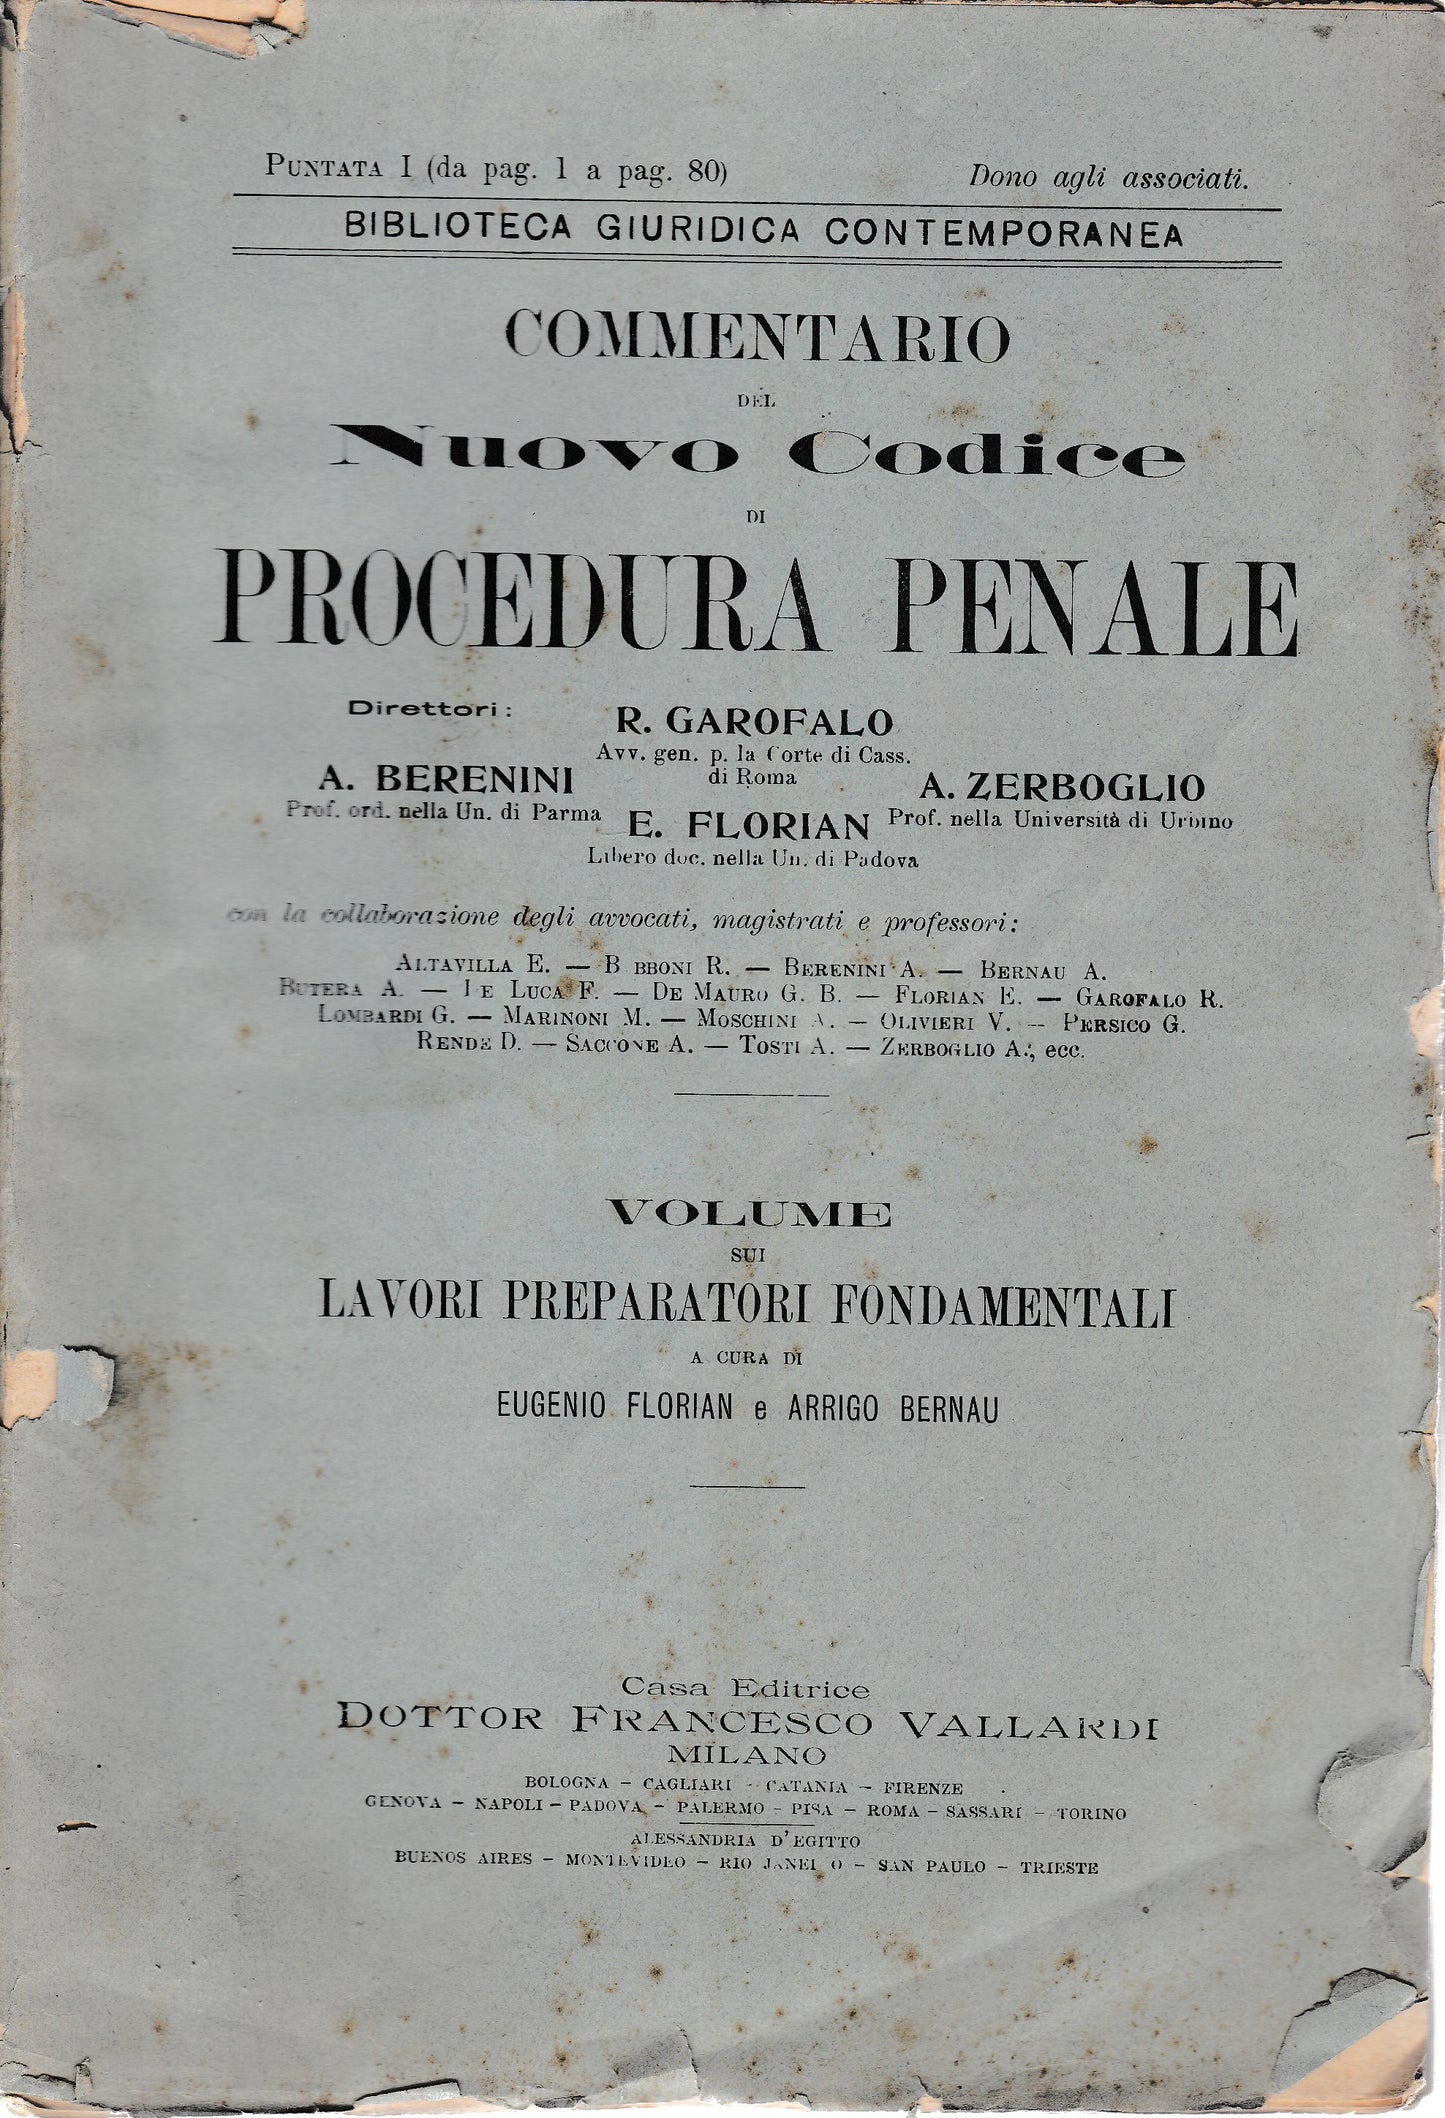 PUNTATA I (da pag. 1 a pag. 80) Dono agli associati.
BIBLIOTECA GIURIDICA CONTEMPORANEA
COMMENTARIO
DEL
Nuovo Codice
DI
PROCEDURA PENALE
Direttori:
R. GAROFALO
Avv. gen. p. la Corte di Cass.
di Roma
A. BERENINI
Prof. ord. nella Un. di Parma
A. ZERBOGLIO
Prof. nella Università di Urbino
E. FLORIAN
Libero doc. nella Un. di Padova
con la collaborazione degli avvocati, magistrati e professori:
ALTAVILLA E. — B BBONI R. — BERENINI A. — BERNAU A.
BUTERA A. — DE LUCA F. — DE MAURO G. B. — FLORIAN E. — GAROFALO R.
LOMBARDI G. — MARINONI M. — MOSCHINI A. — OLIVIERI V. — PERSICO G.
RENDE D. — SACCONE A. — TOSTI A. — ZERBOGLIO A., ecc.
VOLUME
SUI
LAVORI PREPARATORI FONDAMENTALI
A CURA DI
EUGENIO FLORIAN e ARRIGO BERNAU
Casa Editrice
DOTTOR FRANCESCO VALLARDI
MILANO
BOLOGNA – CAGLIARI – CATANIA – FIRENZE
GENOVA – NAPOLI – PADOVA – PALERMO – PISA – ROMA – SASSARI – TORINO
ALESSANDRIA D'EGITTO
BUENOS AIRES – MONTEVIDEO – RIO JANEIRO – SAN PAULO – TRIESTE